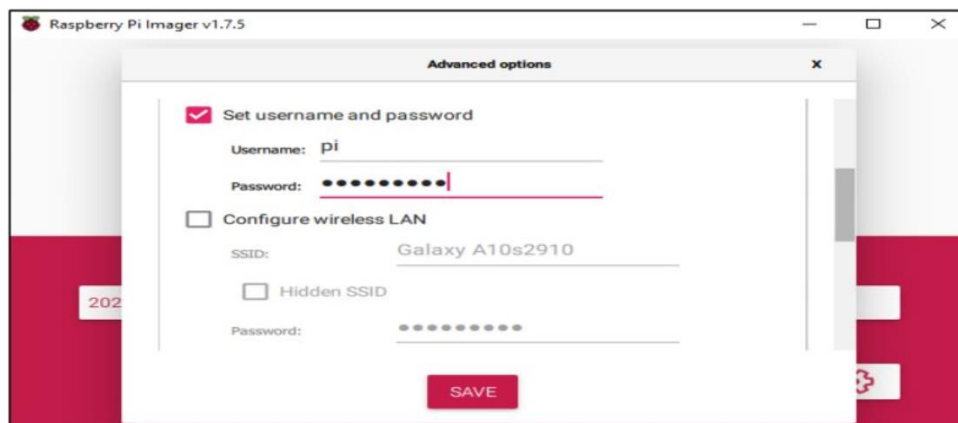 Raspberry Pi Imager v1.7.5
Advanced options x
Set username and password
Username: pi
Password: •••••••••
Configure wireless LAN
SSID: Galaxy A10s2910
Hidden SSID
202
Password: •••••••••
SAVE